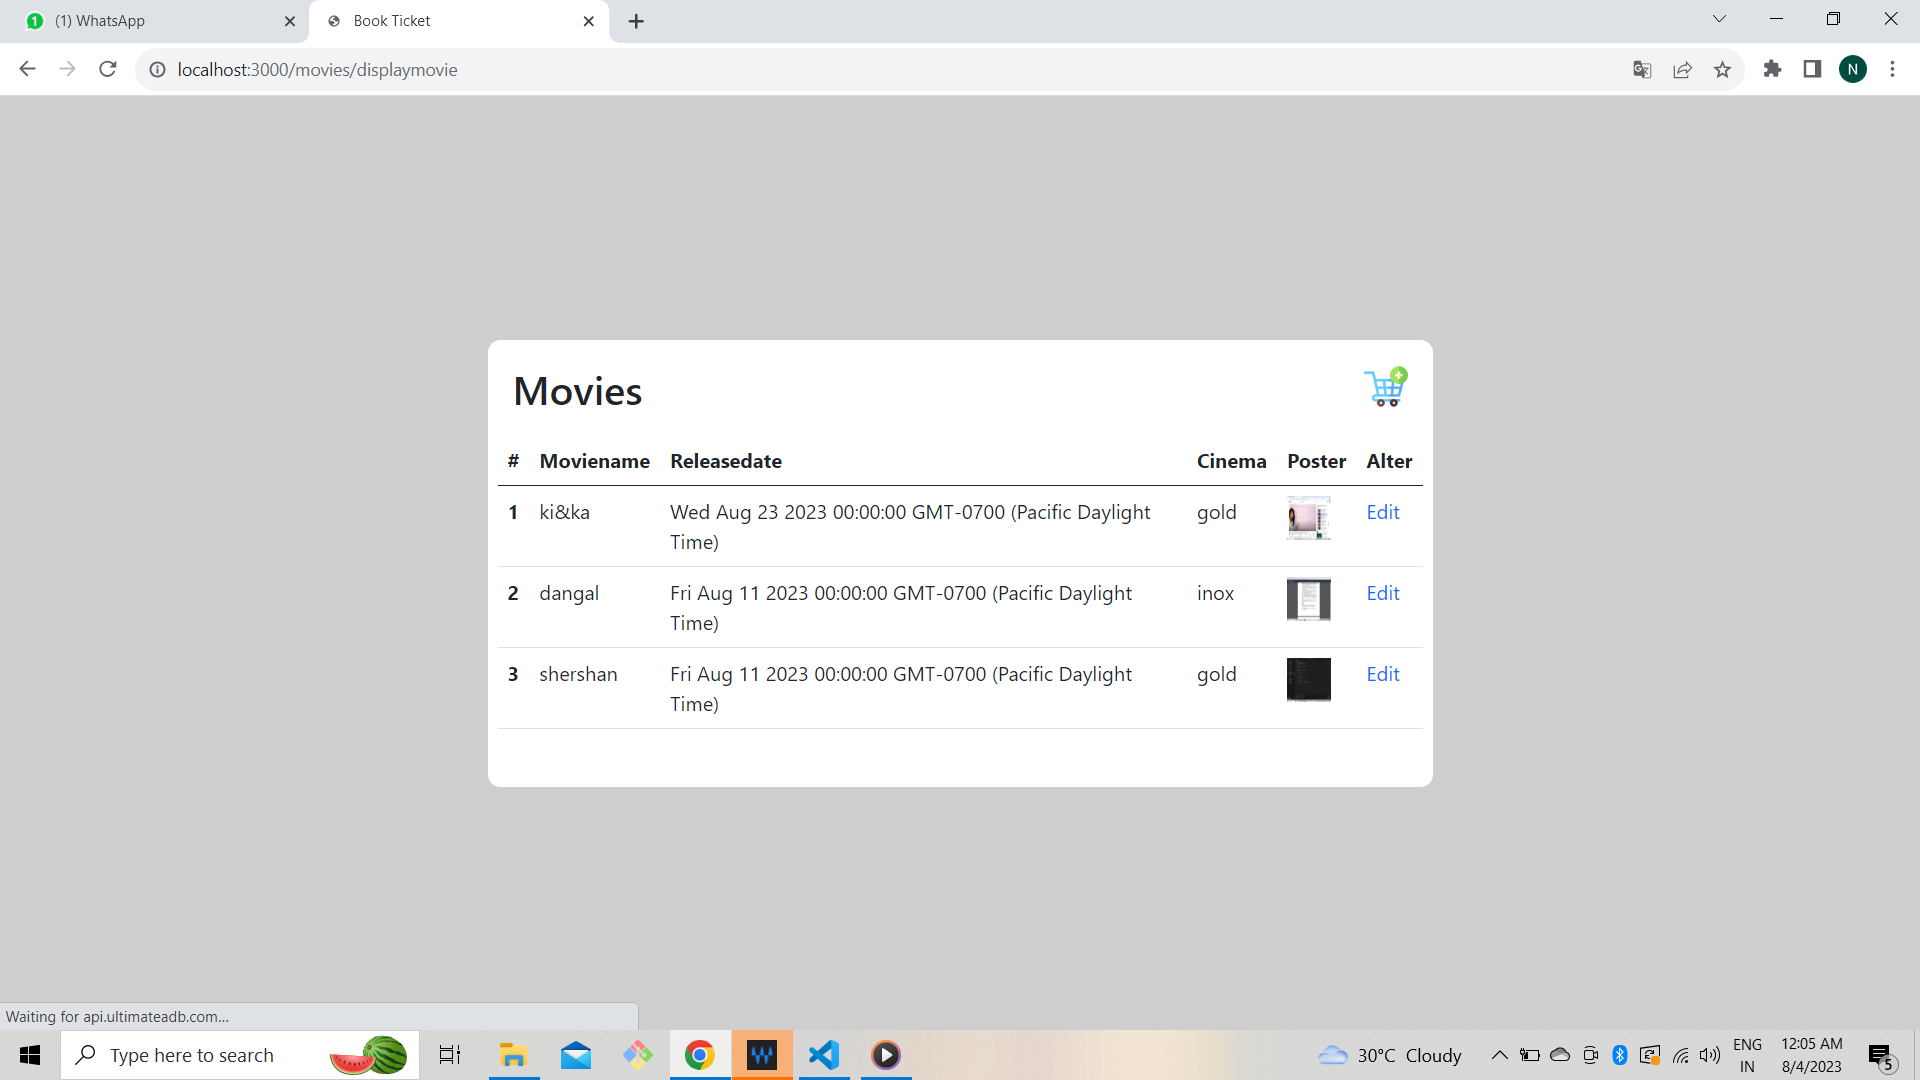 (1) WhatsApp
Book Ticket
localhost:3000/movies/displaymovie
N
Movies
# Moviename Releasedate Cinema Poster Alter
1 ki&ka Wed Aug 23 2023 00:00:00 GMT-0700 (Pacific Daylight gold Edit
Time)
2 dangal Fri Aug 11 2023 00:00:00 GMT-0700 (Pacific Daylight inox Edit
Time)
3 shershan Fri Aug 11 2023 00:00:00 GMT-0700 (Pacific Daylight gold Edit
Time)
Waiting for api.ultimateadb.com...
Type here to search
30°C Cloudy
ENG
IN
12:05 AM
8/4/2023
5